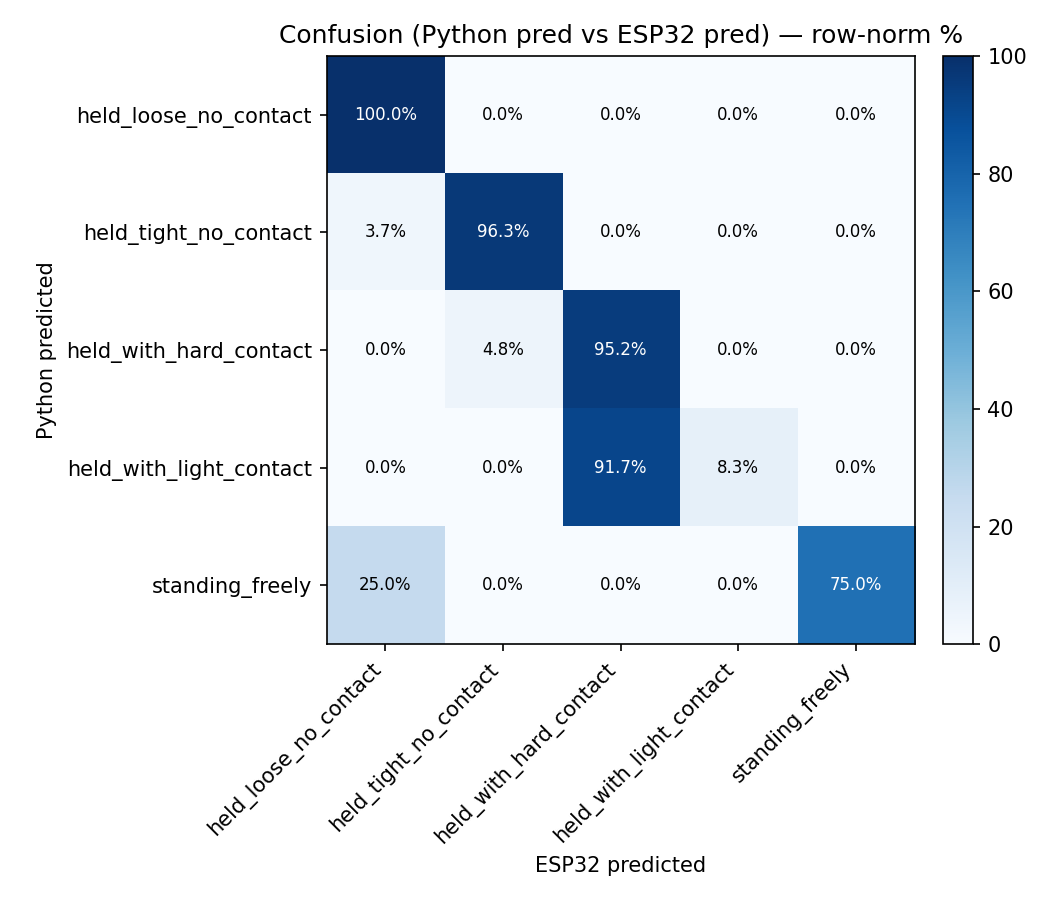 Confusion (Python pred vs ESP32 pred) — row-norm %
Python predicted
held_loose_no_contact 100.0% 0.0% 0.0% 0.0% 0.0%
held_tight_no_contact 3.7% 96.3% 0.0% 0.0% 0.0%
held_with_hard_contact 0.0% 4.8% 95.2% 0.0% 0.0%
held_with_light_contact 0.0% 0.0% 91.7% 8.3% 0.0%
standing_freely 25.0% 0.0% 0.0% 0.0% 75.0%
held_loose_no_contact
held_tight_no_contact
held_with_hard_contact
held_with_light_contact
standing_freely
ESP32 predicted
100
80
60
40
20
0